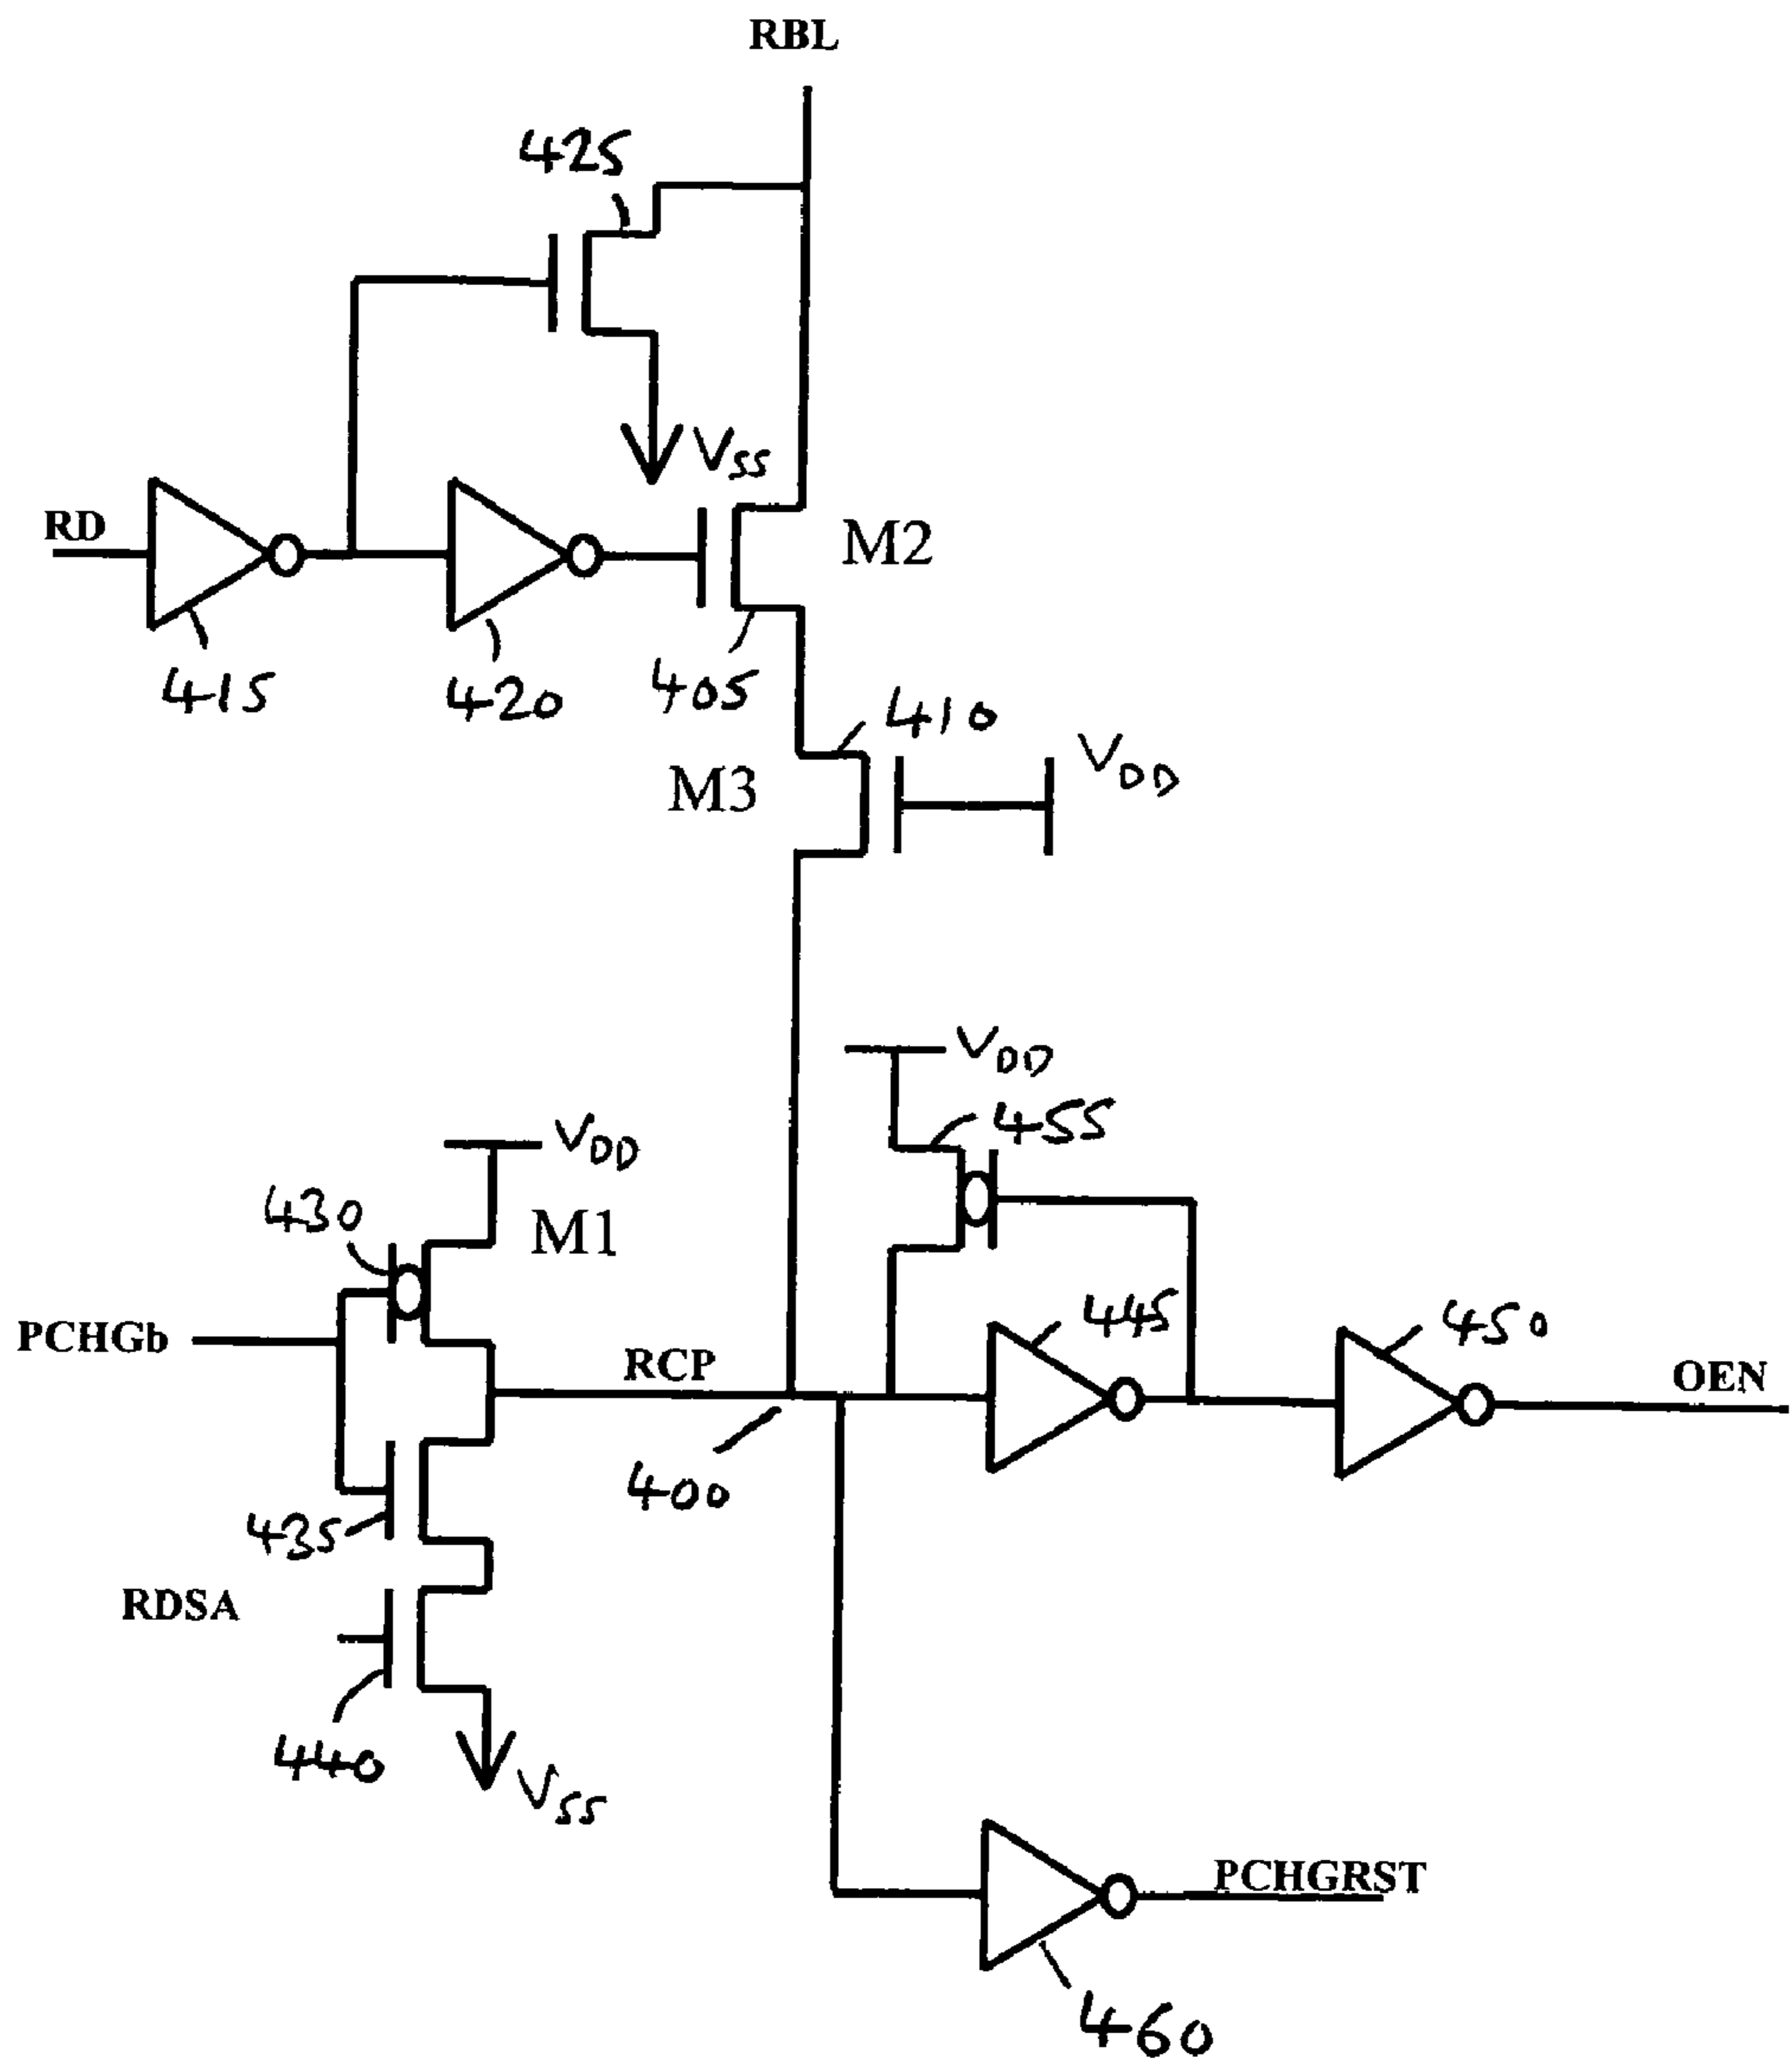 RBL
425
VSS
RD
M2
415
420
405
410
M3
VDD
VDD
455
VDD
430
M1
445
450
PCHGb
RCP
OEN
400
435
RDSA
440
VSS
PCHGRST
460